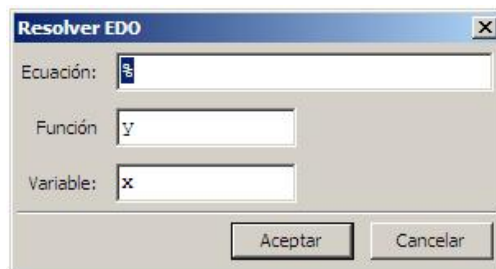 Resolver EDO
Ecuación: %
Función y
Variable: x
Aceptar Cancelar